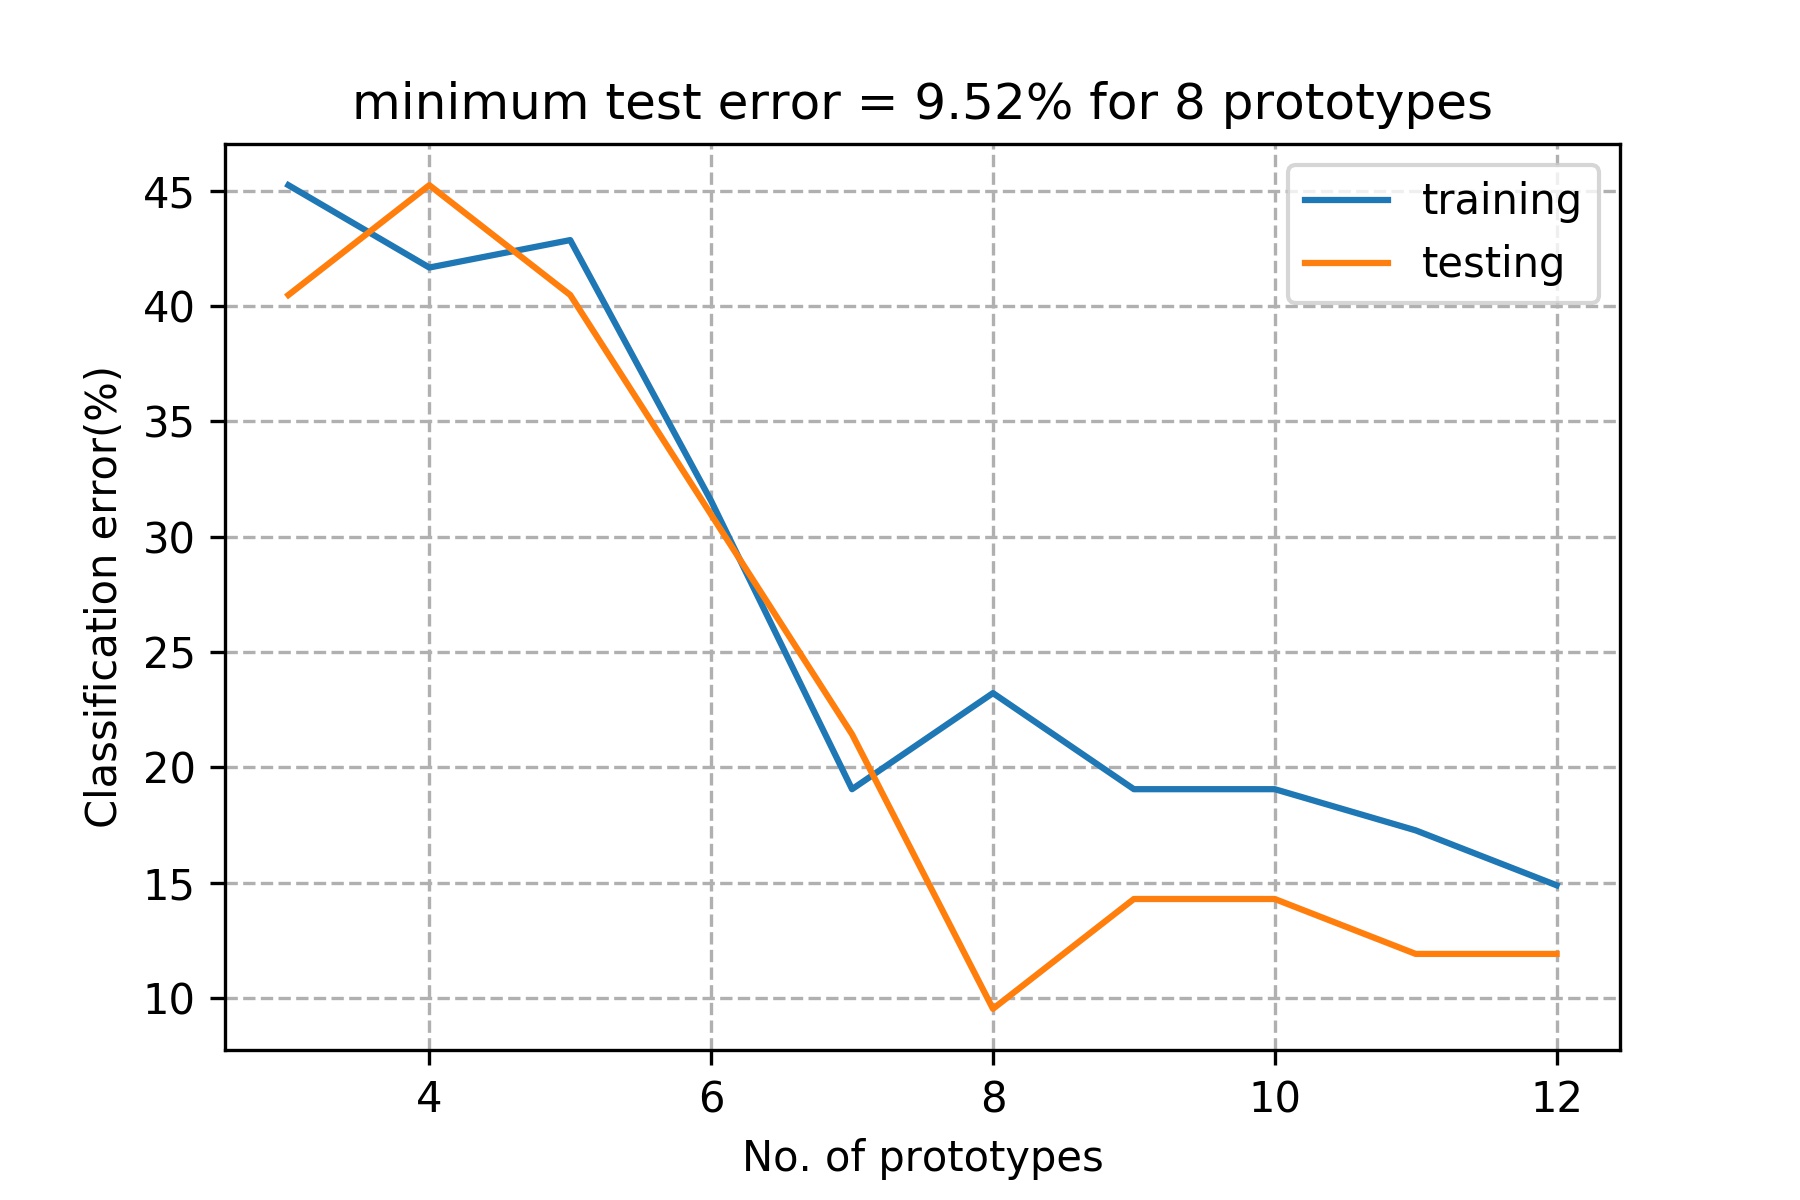 minimum test error = 9.52% for 8 prototypes
training
testing
Classification error(%)
45
40
35
30
25
20
15
10
4 6 8 10 12
No. of prototypes